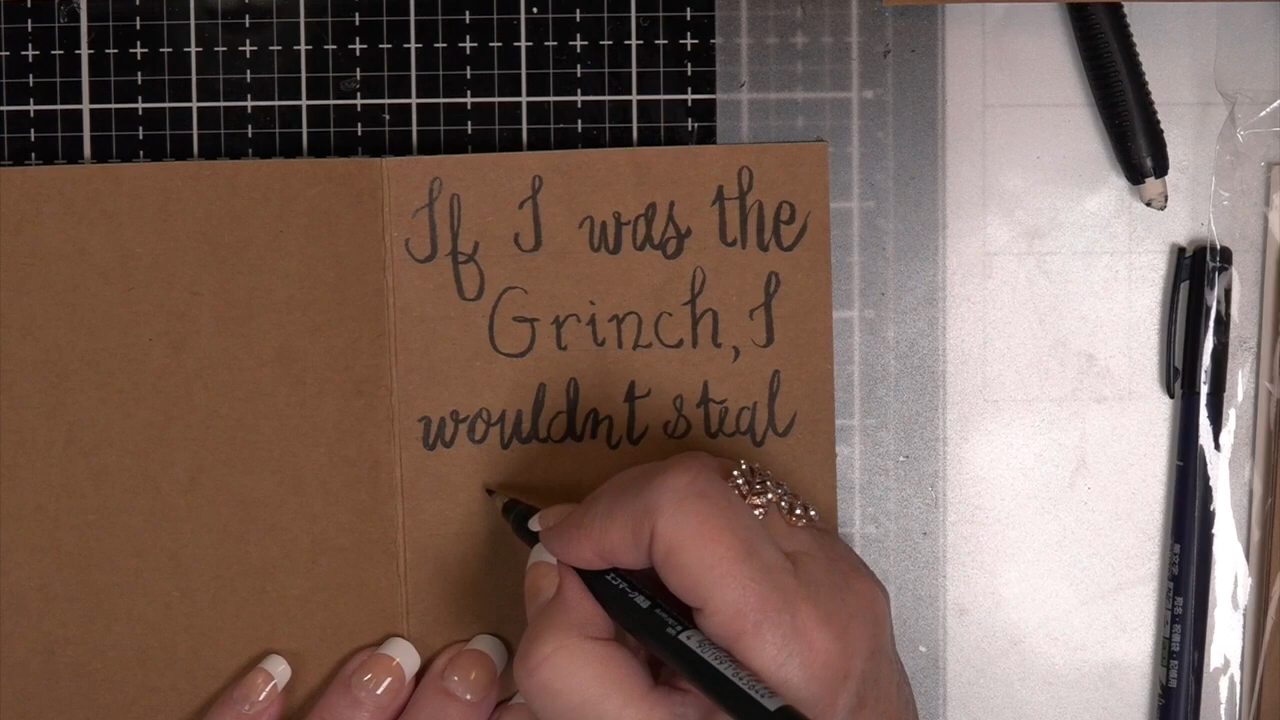 If I was the
Grinch, I
wouldnt steal